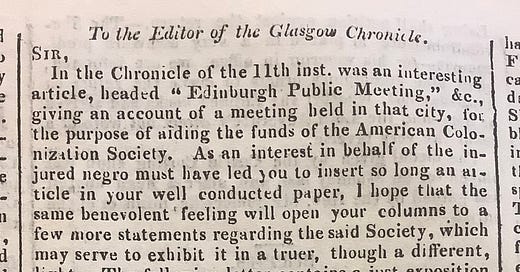 To the Editor of the Glasgow Chronicle.
SIR,
In the Chronicle of the 11th inst. was an interesting
article, headed “Edinburgh Public Meeting,” &c.,
giving an account of a meeting held in that city, for
the purpose of aiding the funds of the American Colo-
nization Society. As an interest in behalf of the in-
jured negro must have led you to insert so long an ar-
ticle in your well conducted paper, I hope that the
same benevolent feeling will open your columns to a
few more statements regarding the said Society, which
may serve to exhibit it in a truer, though a different,